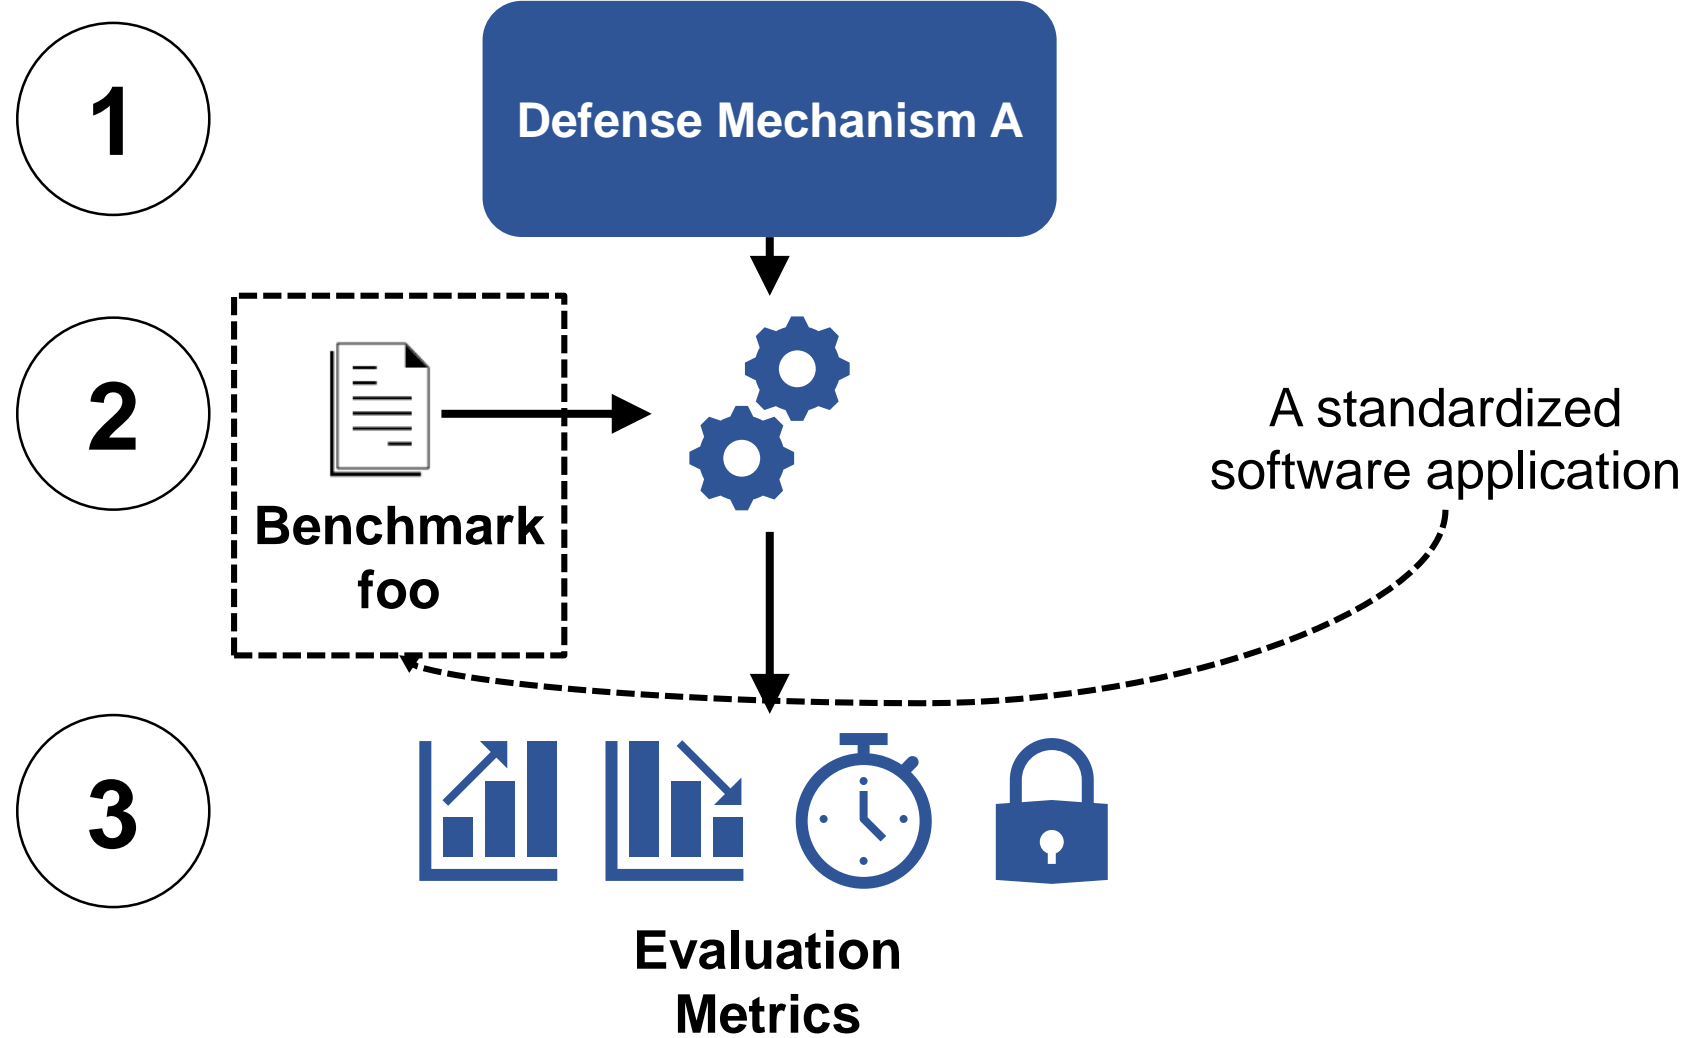 1
Defense Mechanism A
2
Benchmark
foo
A standardized
software application
3
Evaluation
Metrics